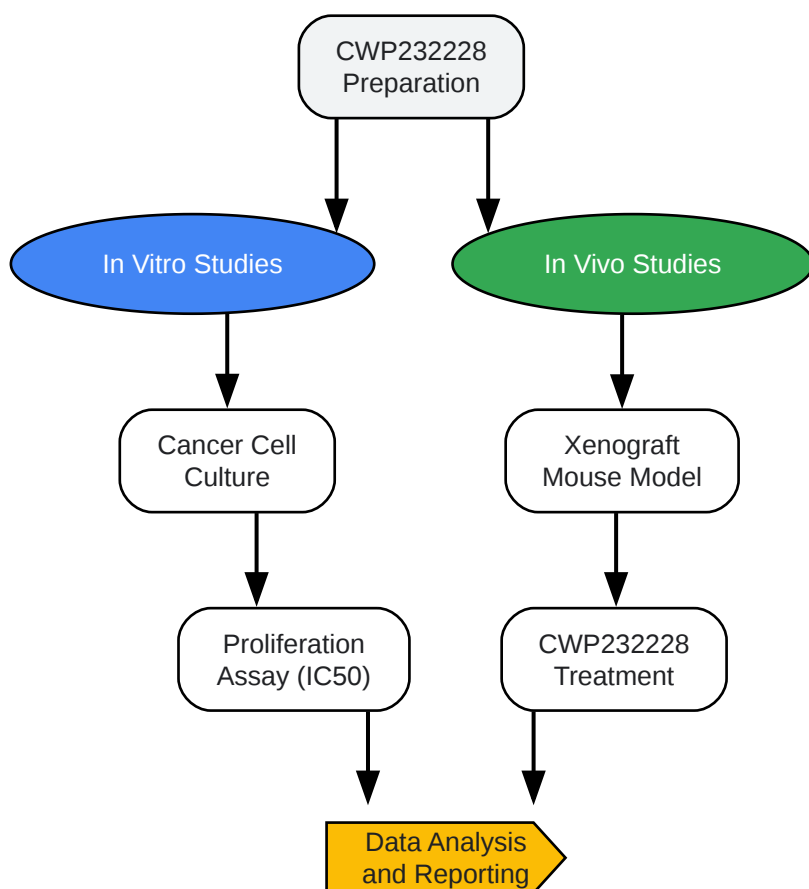 CWP232228
Preparation
In Vitro Studies
In Vivo Studies
Cancer Cell
Culture
Xenograft
Mouse Model
Proliferation
Assay (IC50)
CWP232228
Treatment
Data Analysis
and Reporting